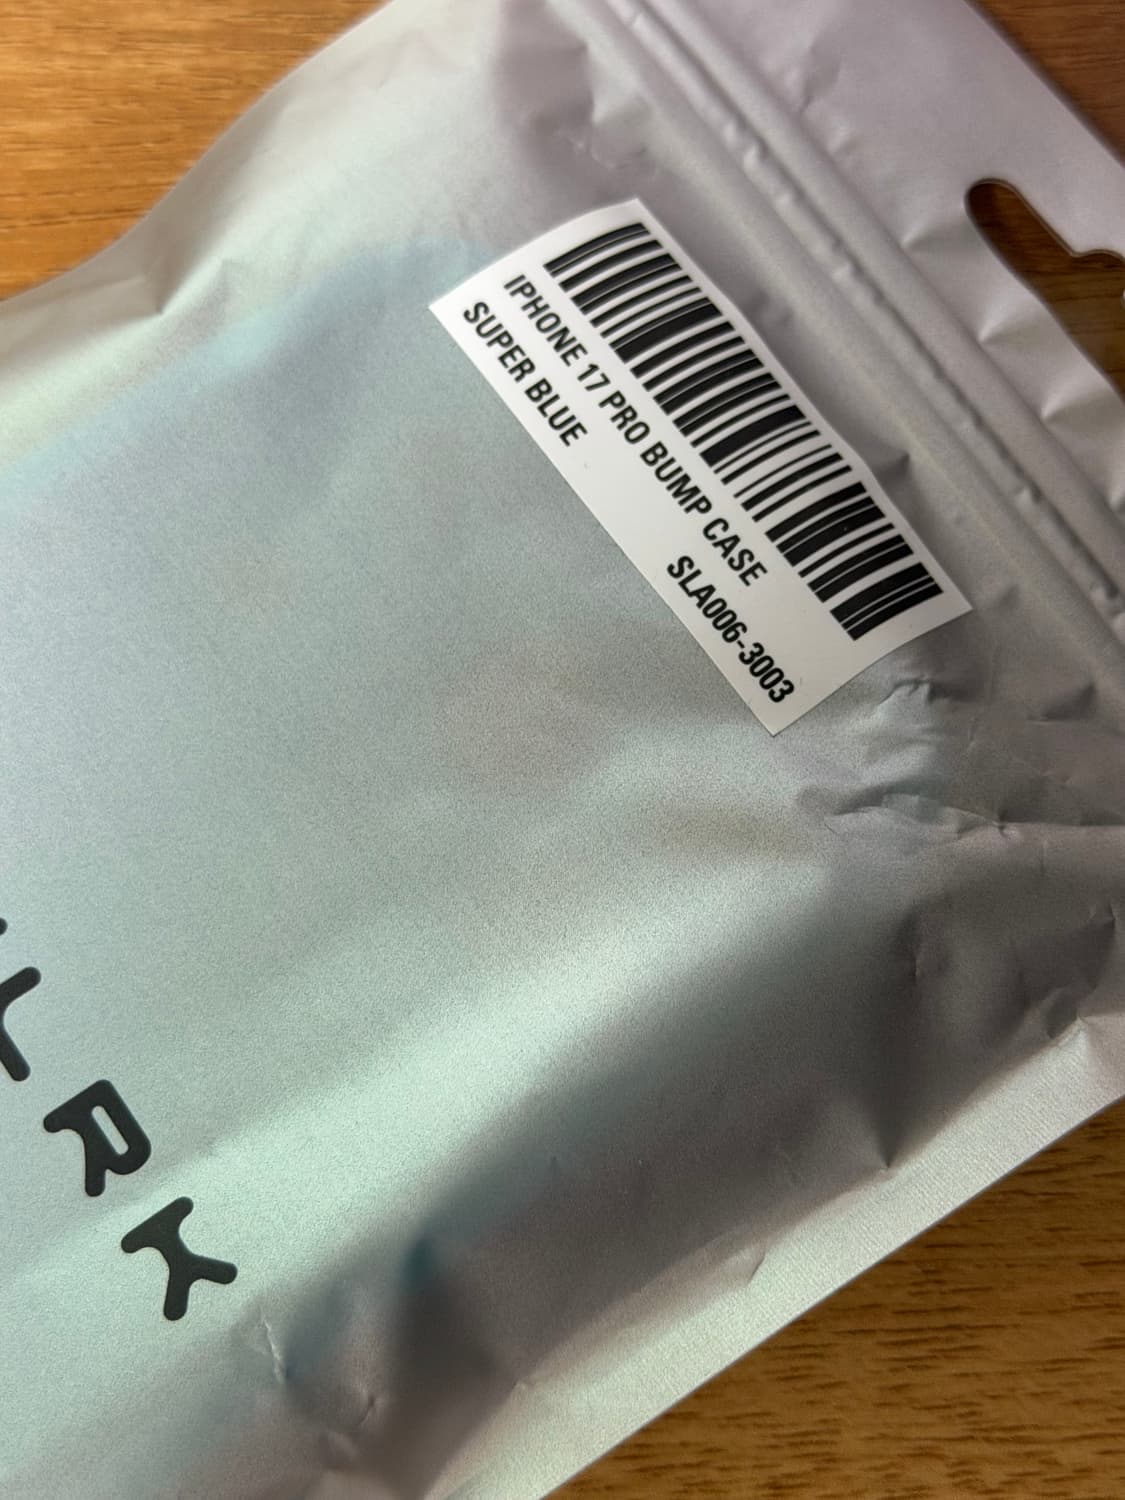 IPHONE 17 PRO BUMP CASE
SUPER BLUE
SLA006-3003